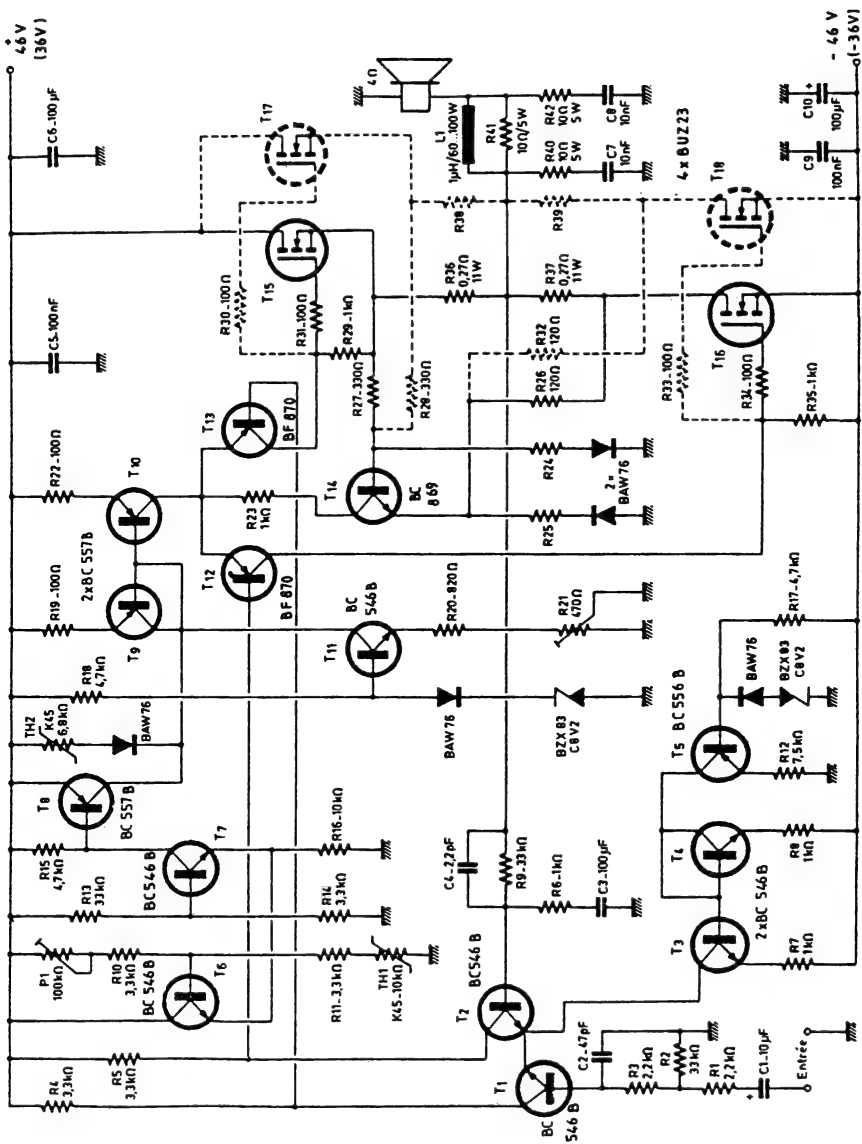 +
46 V
(36V)
C6-100µF
C5-100nF
R22-100Ω
T10
R19-100Ω
2xBC 557 B
T9
R18
4,7kΩ
TH2
K45
6,8kΩ
BAW76
T8
BC 557 B
R15
4,7kΩ
R13
33kΩ
P1
100kΩ
R10
3,3kΩ
BC 546 B
T6
BC546 B
T7
R16-10kΩ
R14
3,3kΩ
R11-3,3kΩ
TH1
K45-10kΩ
R4
3,3kΩ
R5
3,3kΩ
T17
T15
R30-100Ω
R31-100Ω
R29-1kΩ
T13
BF 870
R23
1kΩ
T12
BF870
T14
BC
869
R27-330Ω
R28-330Ω
BC
546B
T11
R20-820Ω
R21
470Ω
BAW76
BZX 83
C8V2
R25
R24
2x
BAW76
R26
120Ω
R32
120Ω
R36
0,27Ω
11W
R37
0,27Ω
11W
R38
R39
4Ω
L1
1µH/60...100W
R41
10Ω/5W
R40
10Ω
5W
R42
10Ω
5W
C7
10nF
C8
10nF
4xBUZ23
T18
T16
R33-100Ω
R34-100Ω
R35-1kΩ
C9
100nF
C10
+
100µF
- 46 V
(-36V)
C4-2,2pF
R9-33kΩ
R6-1kΩ
C3-100µF
T2
BC546 B
T1
BC
546 B
C2-47pF
R3
2,2kΩ
R2
33kΩ
R1
2,2kΩ
+
C1-10µF
Entrée
T3
2xBC 546B
T4
R7
1kΩ
R8
1kΩ
T5
BC 556 B
R12
7,5kΩ
BAW76
BZX 83
C8V2
R17-4,7kΩ